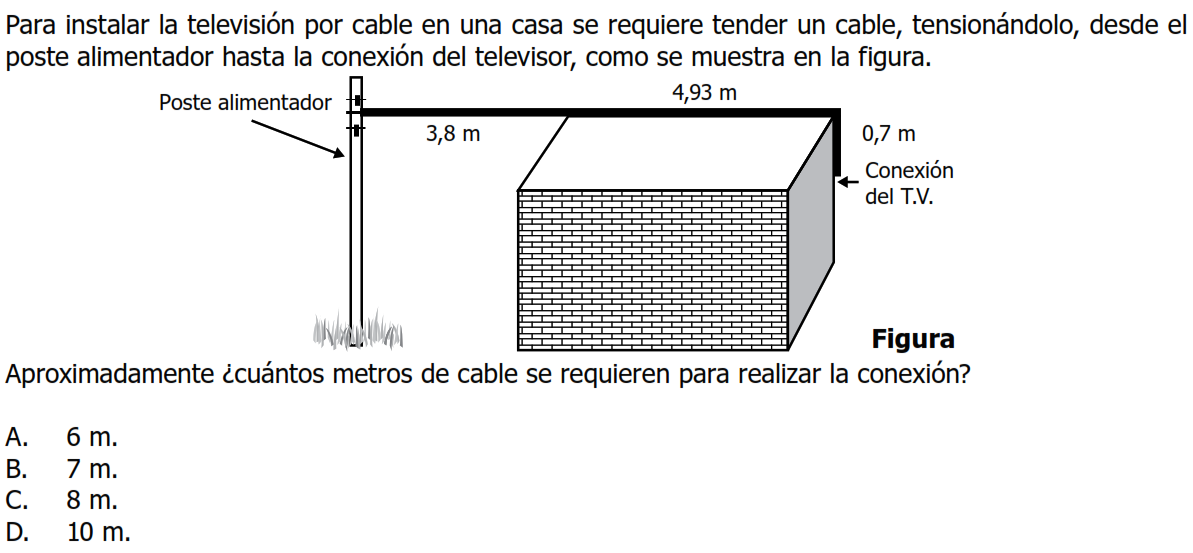 Para instalar la televisión por cable en una casa se requiere tender un cable, tensionándolo, desde el
poste alimentador hasta la conexión del televisor, como se muestra en la figura.
Poste alimentador
4,93 m
3,8 m
0,7 m
Conexión
del T.V.
Figura
Aproximadamente ¿cuántos metros de cable se requieren para realizar la conexión?
A. 6 m.
B. 7 m.
C. 8 m.
D. 10 m.